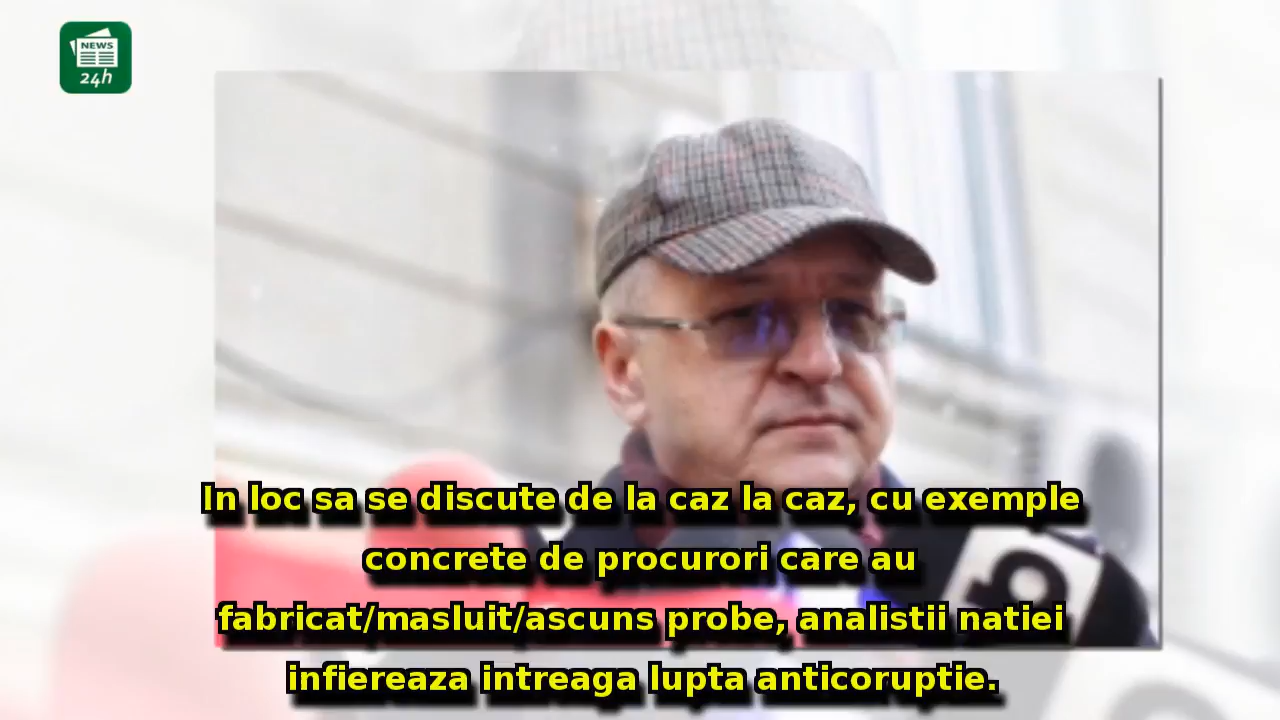 NEWS
24h
In loc sa se discute de la caz la caz, cu exemple
concrete de procurori care au
fabricat/masluit/ascuns probe, analistii natiei
infiereaza intreaga lupta anticoruptie.